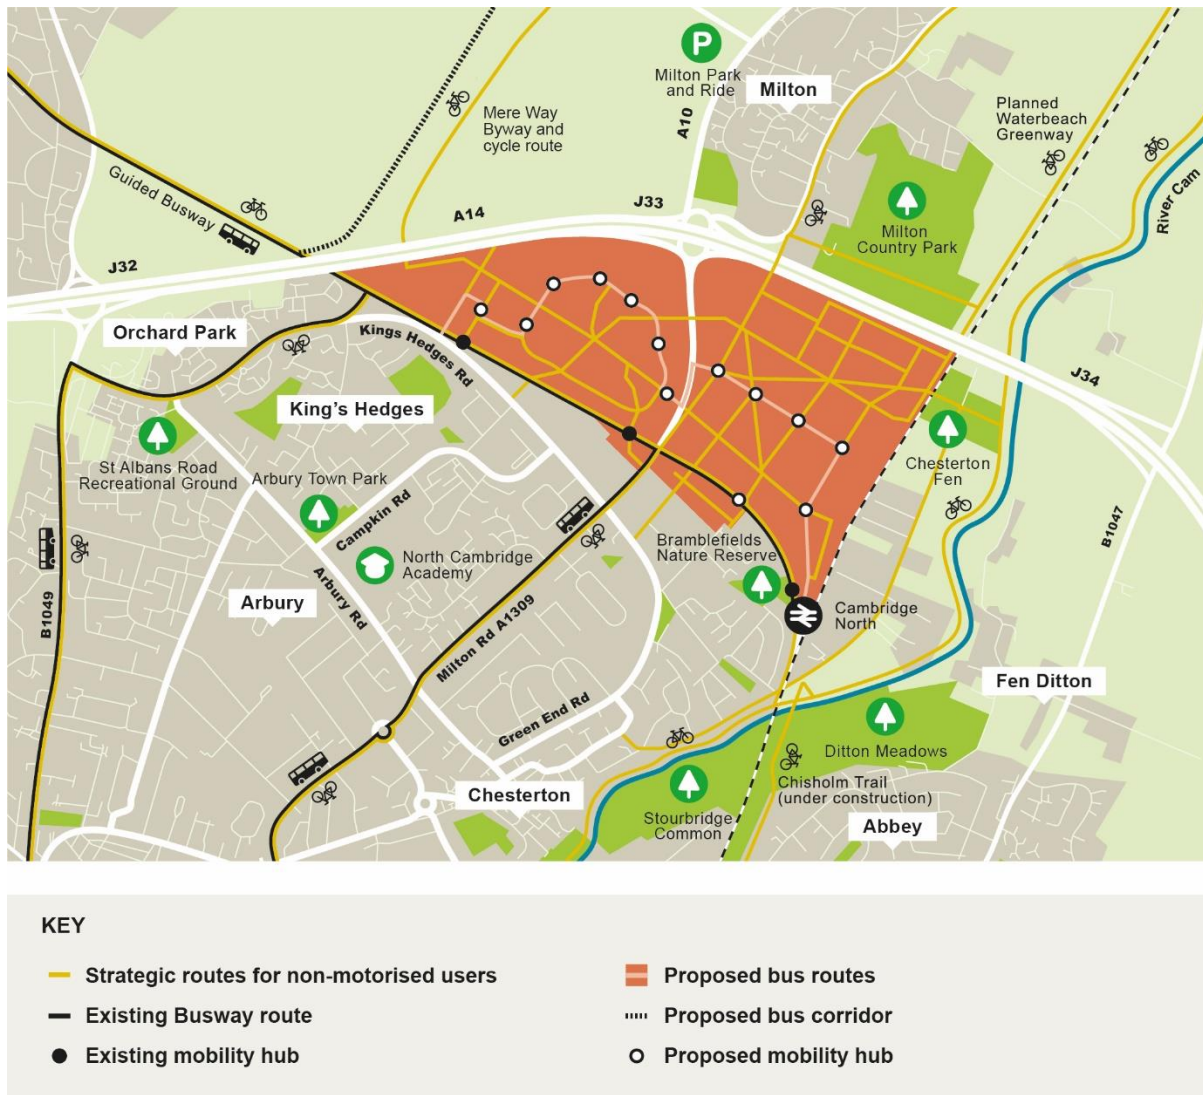 P
Milton Park
and Ride
Milton
A10
Planned
Waterbeach
Greenway
Mere Way
Byway and
cycle route
River Cam
Guided Busway
A14
J33
Milton
Country Park
J32
Orchard Park
Kings Hedges Rd
J34
King's Hedges
St Albans Road
Recreational Ground
Arbury Town Park
Chesterton
Fen
Campkin Rd
B1047
Bramblefields
Nature Reserve
North Cambridge
Academy
B1049
Arbury
Arbury Rd
Milton Rd A1309
Cambridge
North
Fen Ditton
Green End Rd
Ditton Meadows
Chesterton
Chisholm Trail
(under construction)
Stourbridge
Common
Abbey
KEY
Strategic routes for non-motorised users
Existing Busway route
Existing mobility hub
Proposed bus routes
Proposed bus corridor
Proposed mobility hub